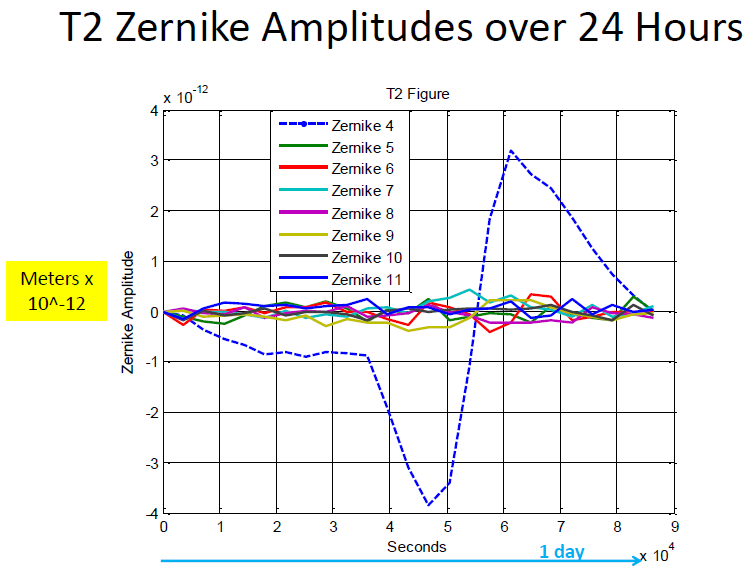 T2 Zernike Amplitudes over 24 Hours
x 10^-12
T2 Figure
4
3
2
1
0
-1
-2
-3
-4
Zernike 4
Zernike 5
Zernike 6
Zernike 7
Zernike 8
Zernike 9
Zernike 10
Zernike 11
Meters x
10^-12
Zernike Amplitude
0 1 2 3 4 5 6 7 8 9
Seconds
1 day
x 10^4